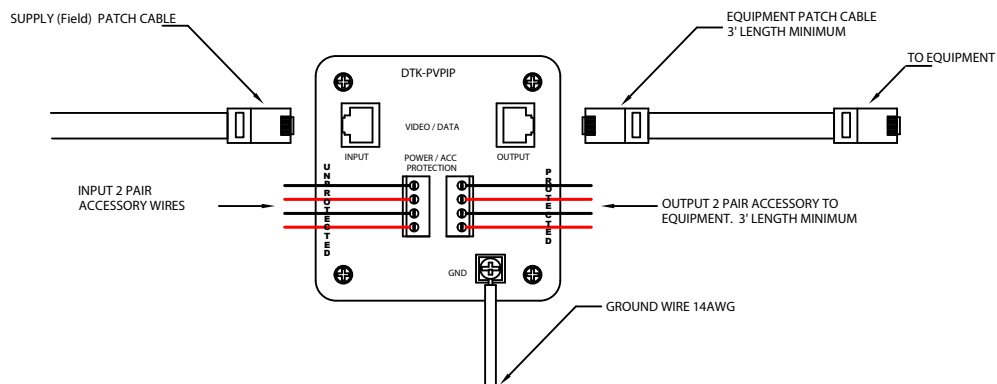 SUPPLY (Field) PATCH CABLE
EQUIPMENT PATCH CABLE
3' LENGTH MINIMUM
TO EQUIPMENT
DTK-PVPIP
VIDEO / DATA
INPUT
OUTPUT
POWER / ACC
PROTECTION
UNPROTECTED
PROTECTED
INPUT 2 PAIR
ACCESSORY WIRES
OUTPUT 2 PAIR ACCESSORY TO
EQUIPMENT. 3' LENGTH MINIMUM
GND
GROUND WIRE 14AWG